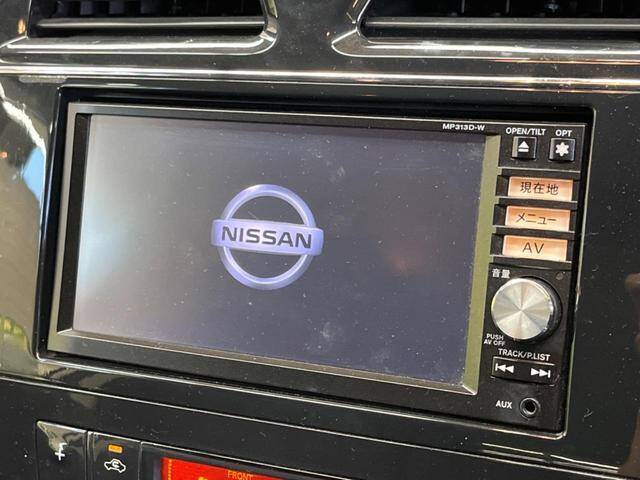 MP313D-W
OPEN/TILT OPT
現在地
メニュー
AV
音量
NISSAN
PUSH
AV OFF
TRACK/P.LIST
AUX
FRONT